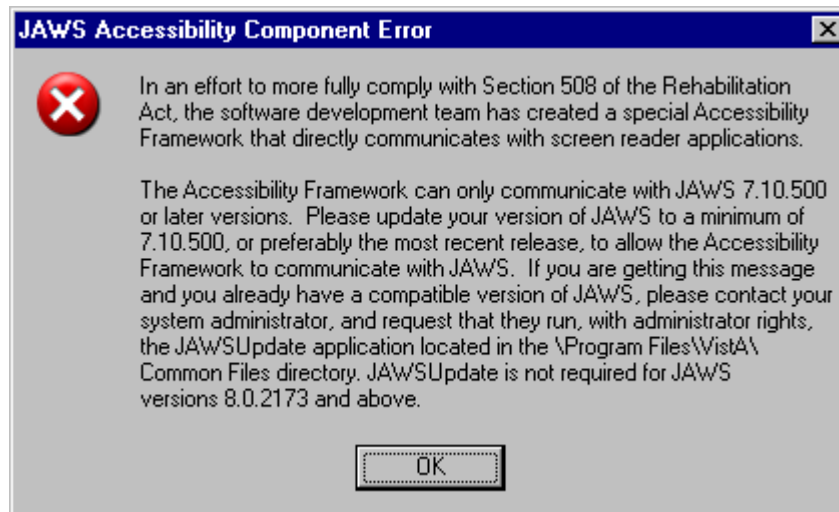 JAWS Accessibility Component Error
In an effort to more fully comply with Section 508 of the Rehabilitation
Act, the software development team has created a special Accessibility
Framework that directly communicates with screen reader applications.
The Accessibility Framework can only communicate with JAWS 7.10.500
or later versions.  Please update your version of JAWS to a minimum of
7.10.500, or preferably the most recent release, to allow the Accessibility
Framework to communicate with JAWS.  If you are getting this message
and you already have a compatible version of JAWS, please contact your
system administrator, and request that they run, with administrator rights,
the JAWSUpdate application located in the \Program Files\VistA\
Common Files directory. JAWSUpdate is not required for JAWS
versions 8.0.2173 and above.
OK